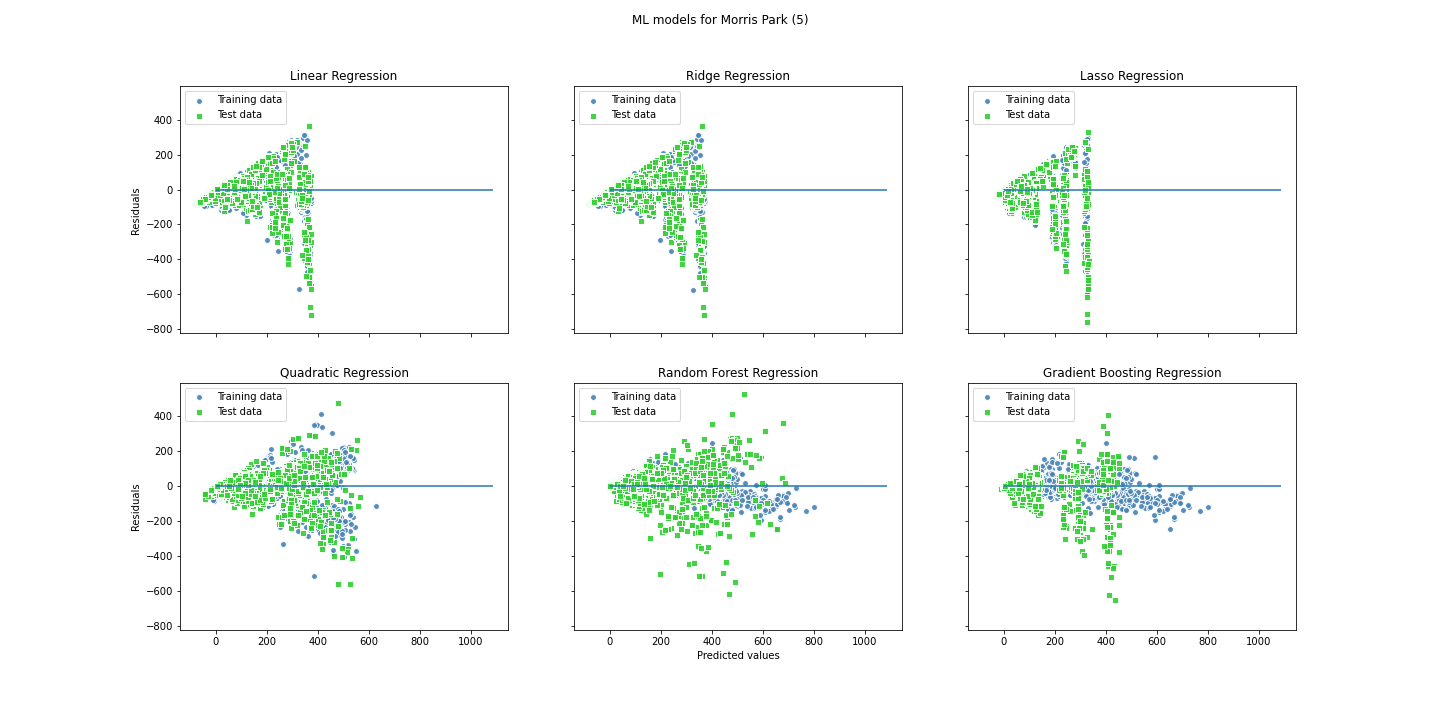 ML models for Morris Park (5)
Linear Regression
Ridge Regression
Lasso Regression
Training data
Test data
Training data
Test data
Training data
Test data
400
200
0
−200
−400
−600
−800
Residuals
Quadratic Regression
Random Forest Regression
Gradient Boosting Regression
Training data
Test data
Training data
Test data
Training data
Test data
400
200
0
−200
−400
−600
−800
Residuals
0 200 400 600 800 1000
0 200 400 600 800 1000
0 200 400 600 800 1000
Predicted values